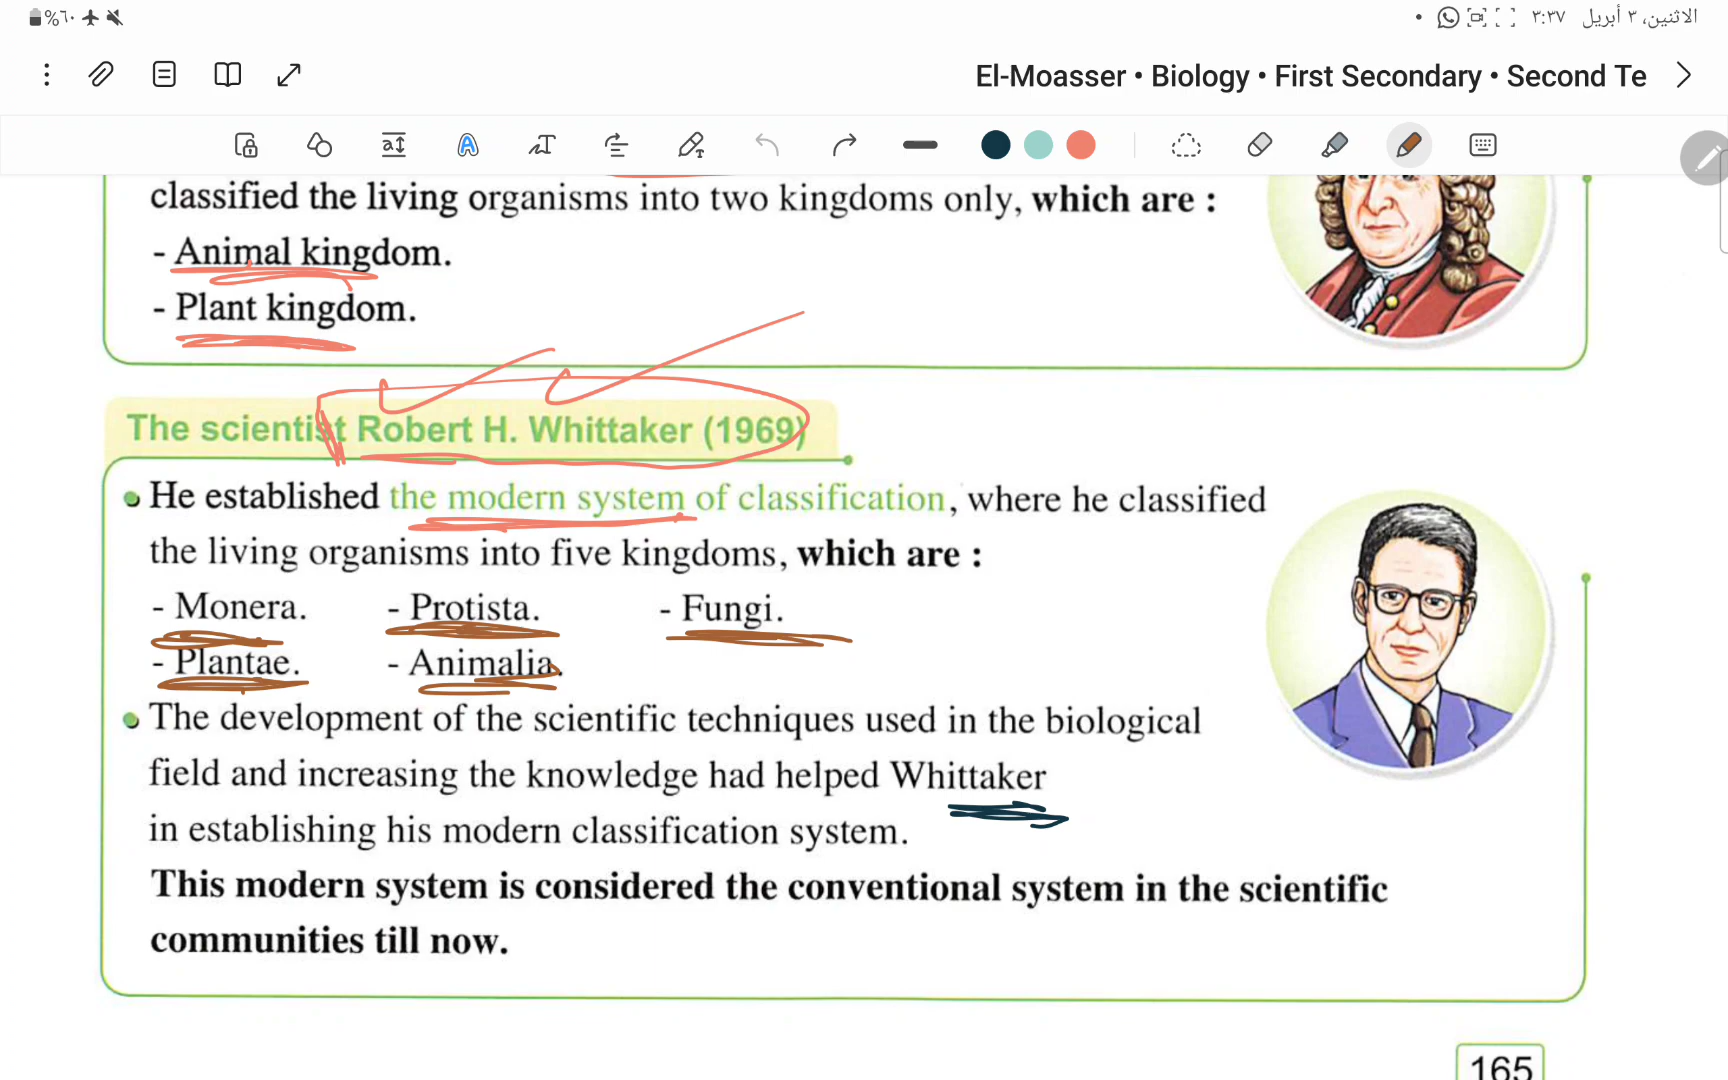 %٦٠
الاثنين، ٣ أبريل ٣:٣٧
El-Moasser • Biology • First Secondary • Second Te
classified the living organisms into two kingdoms only, which are :
- Animal kingdom.
- Plant kingdom.
The scientist Robert H. Whittaker (1969)
• He established the modern system of classification, where he classified
the living organisms into five kingdoms, which are :
- Monera. - Protista. - Fungi.
- Plantae. - Animalia.
• The development of the scientific techniques used in the biological
field and increasing the knowledge had helped Whittaker
in establishing his modern classification system.
This modern system is considered the conventional system in the scientific
communities till now.
165